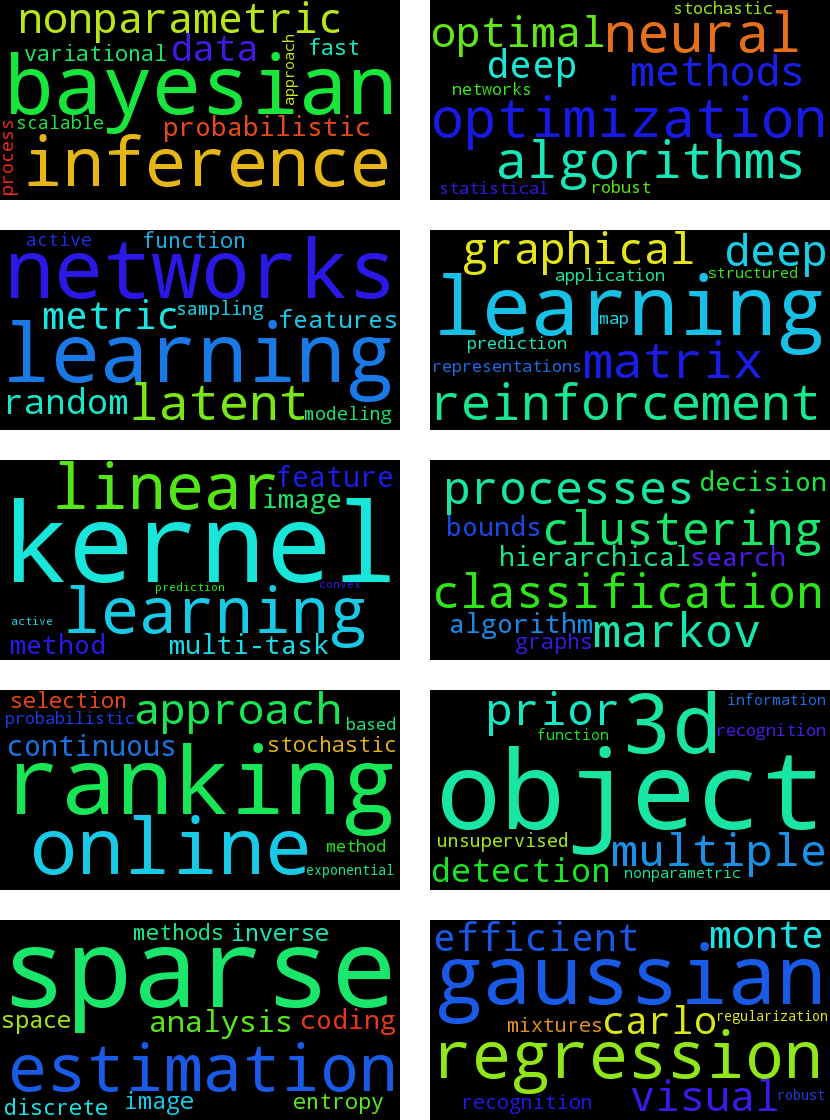 nonparametric
variational data approach fast
bayesian
scalable probabilistic
process inference
stochastic
optimal neural
deep methods
networks
optimization
algorithms
statistical robust
active function
networks
metric sampling features
learning
random latent modeling
graphical deep
application structured
learning
map
prediction
representations matrix
reinforcement
linear feature
image
kernel
prediction convex
active learning
method multi-task
processes decision
bounds clustering
hierarchical search
classification
algorithm markov
graphs
selection approach
probabilistic based
continuous stochastic
ranking
online method
exponential
prior 3d information
function recognition
object
unsupervised multiple
detection nonparametric
methods inverse
sparse
space analysis coding
estimation
discrete image entropy
efficient monte
gaussian
mixtures carlo regularization
regression
recognition visual robust